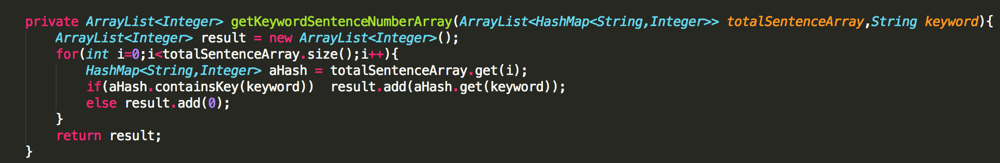 private ArrayList<Integer> getKeywordSentenceNumberArray(ArrayList<HashMap<String,Integer>> totalSentenceArray,String keyword){
    ArrayList<Integer> result = new ArrayList<Integer>();
    for(int i=0;i<totalSentenceArray.size();i++){
        HashMap<String,Integer> aHash = totalSentenceArray.get(i);
        if(aHash.containsKey(keyword))  result.add(aHash.get(keyword));
        else result.add(0);
    }
    return result;
}